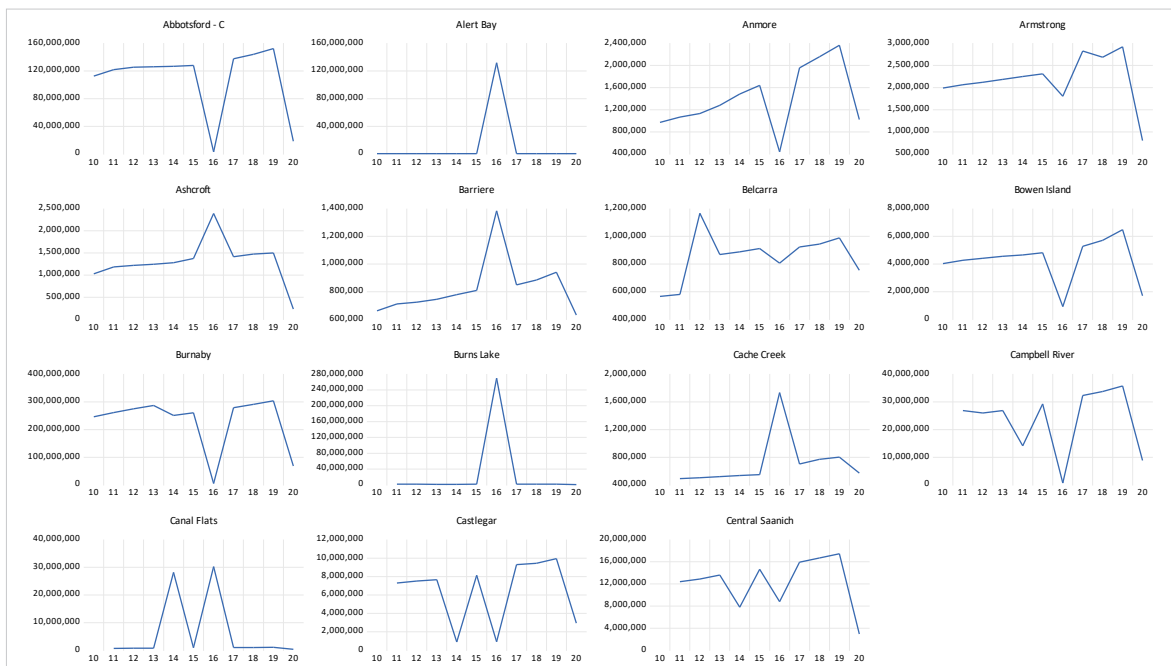 Abbotsford - C
160,000,000
120,000,000
80,000,000
40,000,000
0
10 11 12 13 14 15 16 17 18 19 20
Alert Bay
160,000,000
120,000,000
80,000,000
40,000,000
0
10 11 12 13 14 15 16 17 18 19 20
Anmore
2,400,000
2,000,000
1,600,000
1,200,000
800,000
400,000
10 11 12 13 14 15 16 17 18 19 20
Armstrong
3,000,000
2,500,000
2,000,000
1,500,000
1,000,000
500,000
10 11 12 13 14 15 16 17 18 19 20
Ashcroft
2,500,000
2,000,000
1,500,000
1,000,000
500,000
0
10 11 12 13 14 15 16 17 18 19 20
Barriere
1,400,000
1,200,000
1,000,000
800,000
600,000
10 11 12 13 14 15 16 17 18 19 20
Belcarra
1,200,000
1,000,000
800,000
600,000
400,000
10 11 12 13 14 15 16 17 18 19 20
Bowen Island
8,000,000
6,000,000
4,000,000
2,000,000
0
10 11 12 13 14 15 16 17 18 19 20
Burnaby
400,000,000
300,000,000
200,000,000
100,000,000
0
10 11 12 13 14 15 16 17 18 19 20
Burns Lake
280,000,000
240,000,000
200,000,000
160,000,000
120,000,000
80,000,000
40,000,000
0
10 11 12 13 14 15 16 17 18 19 20
Cache Creek
2,000,000
1,600,000
1,200,000
800,000
400,000
10 11 12 13 14 15 16 17 18 19 20
Campbell River
40,000,000
30,000,000
20,000,000
10,000,000
0
10 11 12 13 14 15 16 17 18 19 20
Canal Flats
40,000,000
30,000,000
20,000,000
10,000,000
0
10 11 12 13 14 15 16 17 18 19 20
Castlegar
12,000,000
10,000,000
8,000,000
6,000,000
4,000,000
2,000,000
0
10 11 12 13 14 15 16 17 18 19 20
Central Saanich
20,000,000
16,000,000
12,000,000
8,000,000
4,000,000
0
10 11 12 13 14 15 16 17 18 19 20